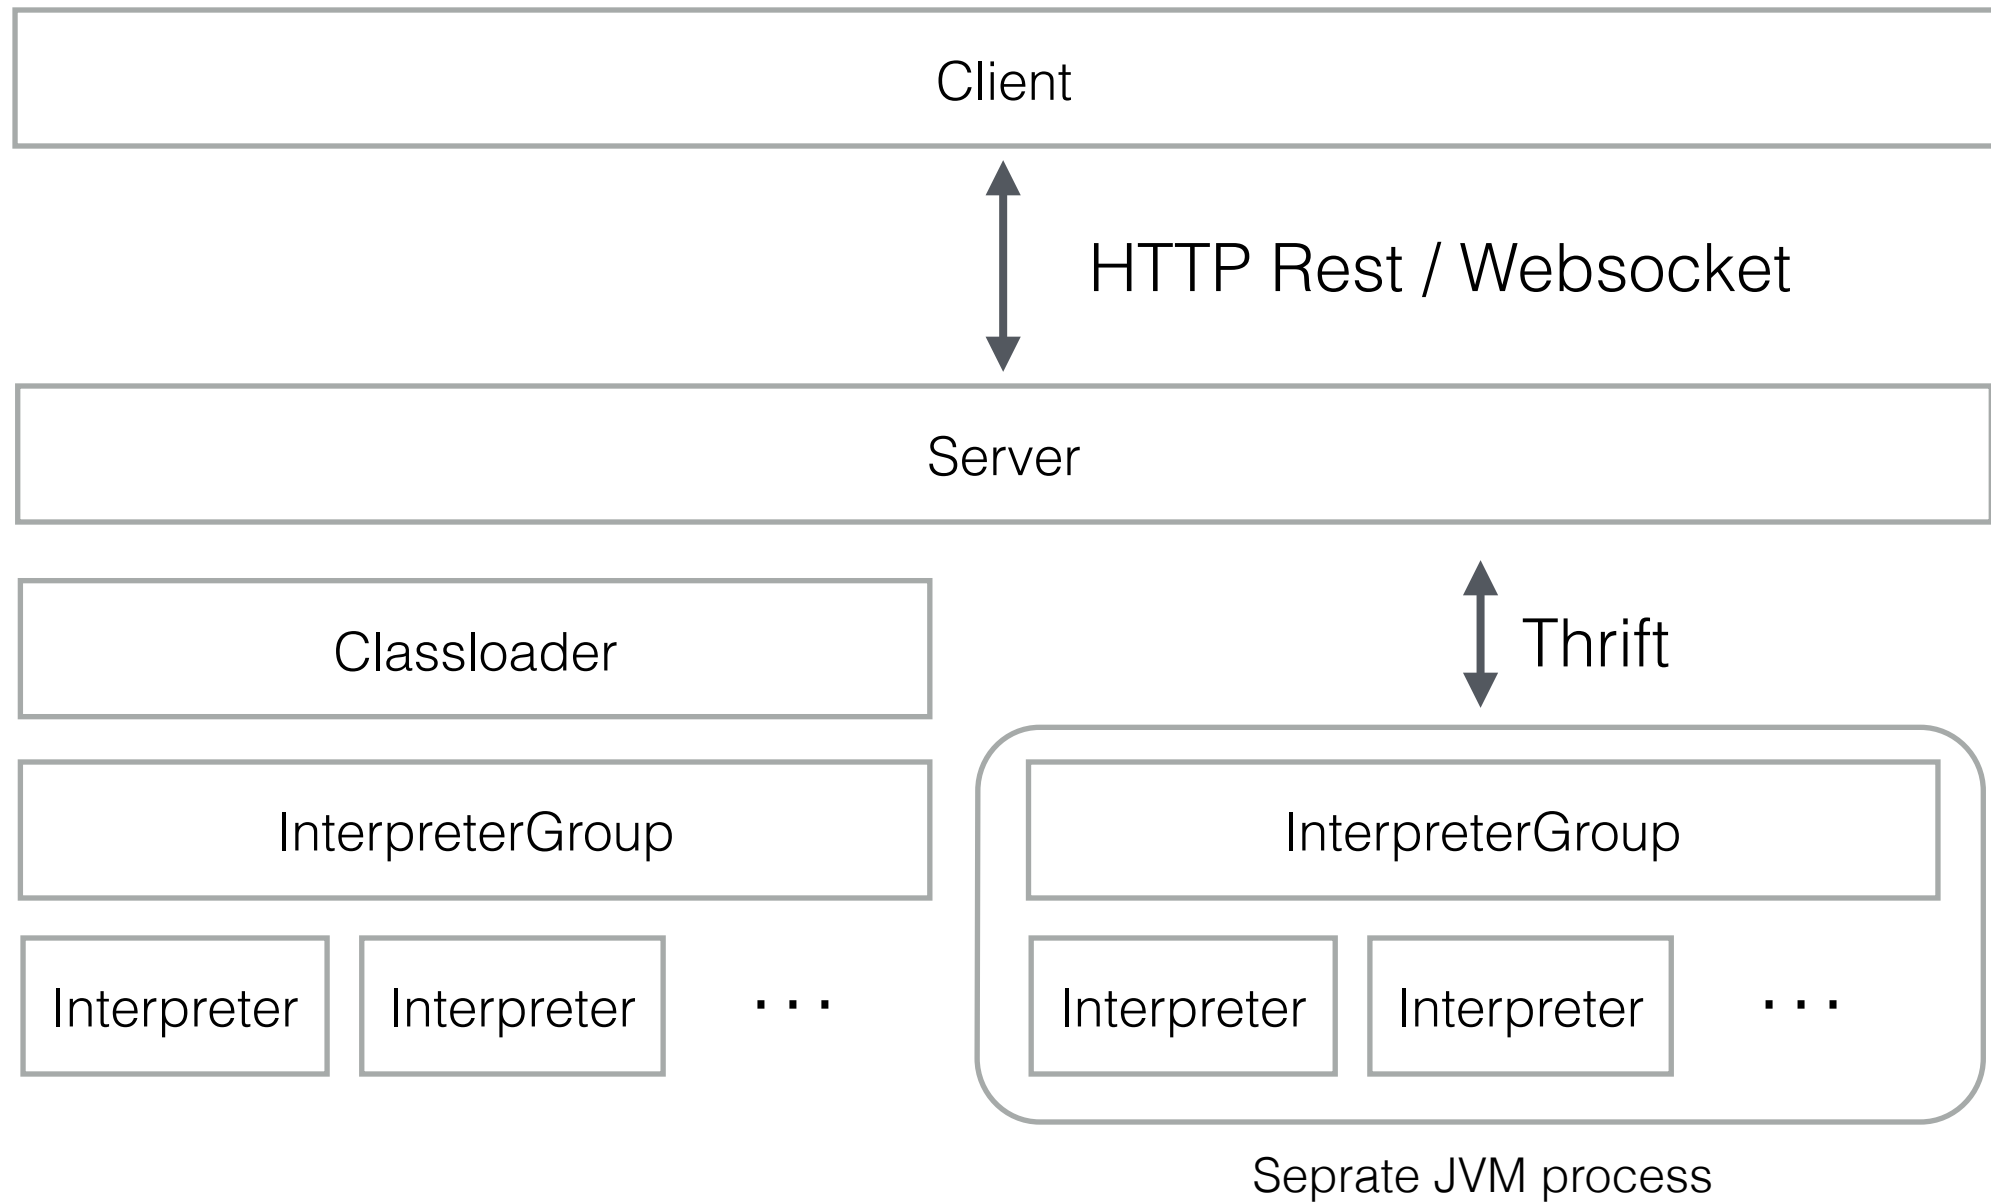 Client
HTTP Rest / Websocket
Server
Classloader
Thrift
InterpreterGroup
InterpreterGroup
Interpreter
Interpreter
...
Interpreter
Interpreter
...
Seprate JVM process